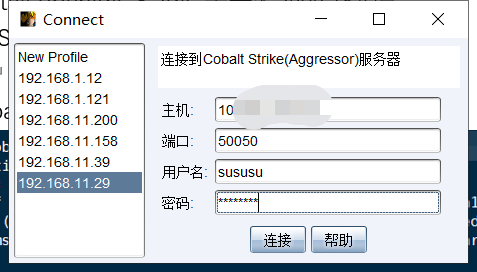 Connect
New Profile
192.168.1.12
192.168.1.121
192.168.11.200
192.168.11.158
192.168.11.39
192.168.11.29
连接到Cobalt Strike(Aggressor)服务器
主机: 10
端口: 50050
用户名: sususu
密码: ********
连接 帮助